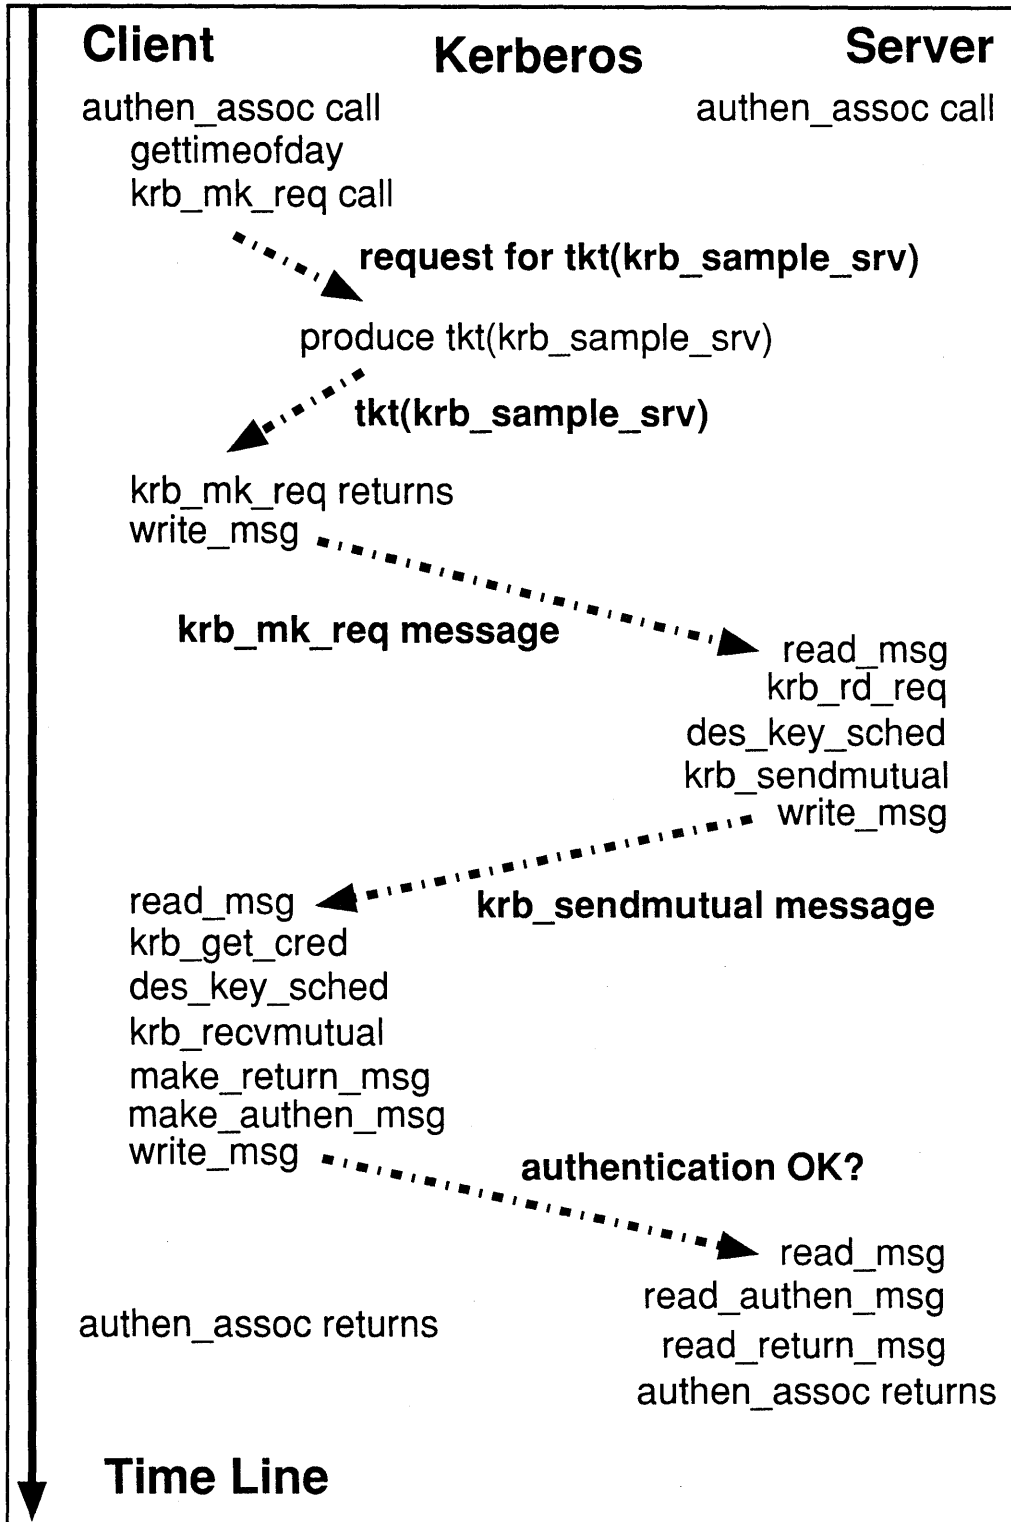 Client Kerberos Server
authen_assoc call authen_assoc call
gettimeofday
krb_mk_req call
request for tkt(krb_sample_srv)
produce tkt(krb_sample_srv)
tkt(krb_sample_srv)
krb_mk_req returns
write_msg
krb_mk_req message
read_msg
krb_rd_req
des_key_sched
krb_sendmutual
write_msg
read_msg
krb_sendmutual message
krb_get_cred
des_key_sched
krb_recvmutual
make_return_msg
make_authen_msg
write_msg
authentication OK?
read_msg
read_authen_msg
authen_assoc returns
read_return_msg
authen_assoc returns
Time Line